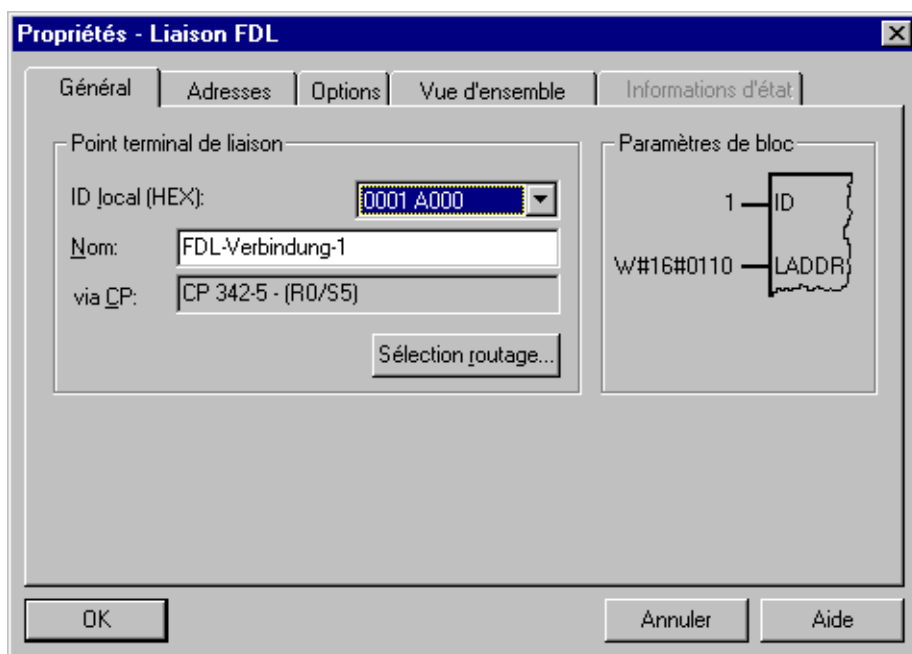 Propriétés - Liaison FDL
Général Adresses Options Vue d'ensemble Informations d'état
Point terminal de liaison
ID local (HEX): 0001 A000
Nom: FDL-Verbindung-1
via CP: CP 342-5 - (R0/S5)
Sélection routage...
Paramètres de bloc
1 ID
W#16#0110 LADDR
OK Annuler Aide